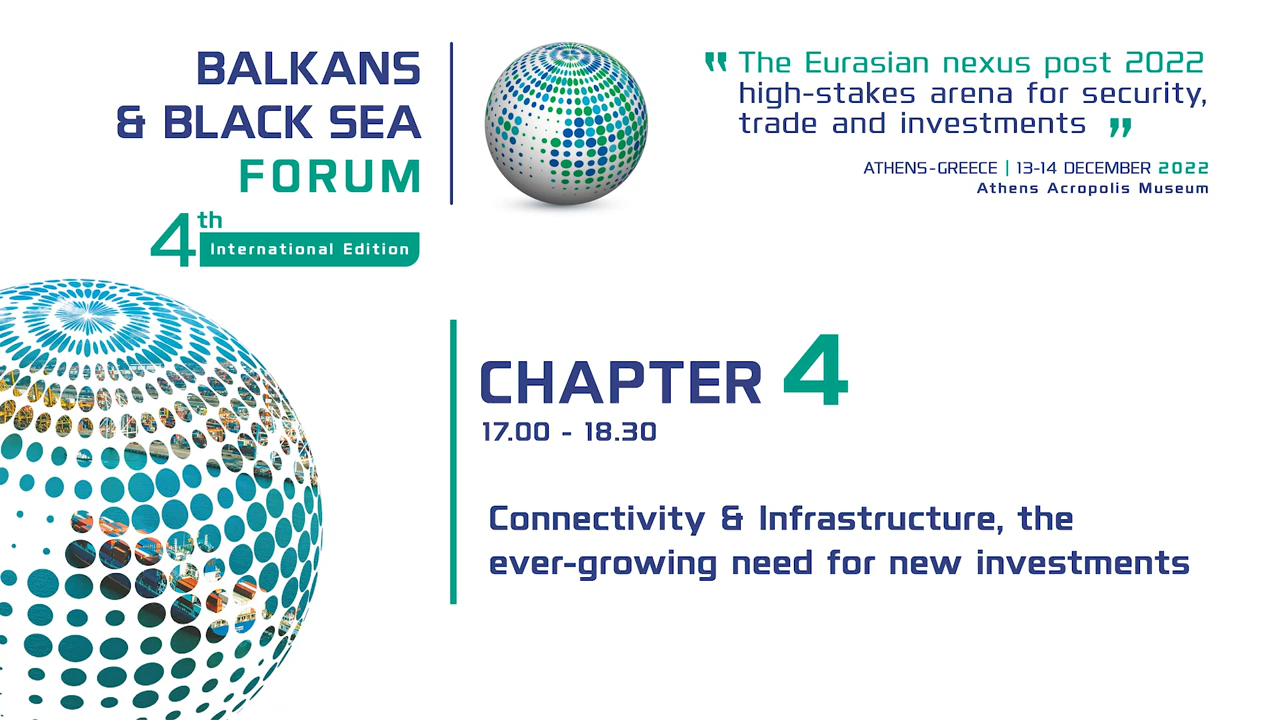 BALKANS
& BLACK SEA
FORUM
4th
International Edition
"The Eurasian nexus post 2022
high-stakes arena for security,
trade and investments"
ATHENS-GREECE | 13-14 DECEMBER 2022
Athens Acropolis Museum
CHAPTER 4
17.00 - 18.30
Connectivity & Infrastructure, the
ever-growing need for new investments